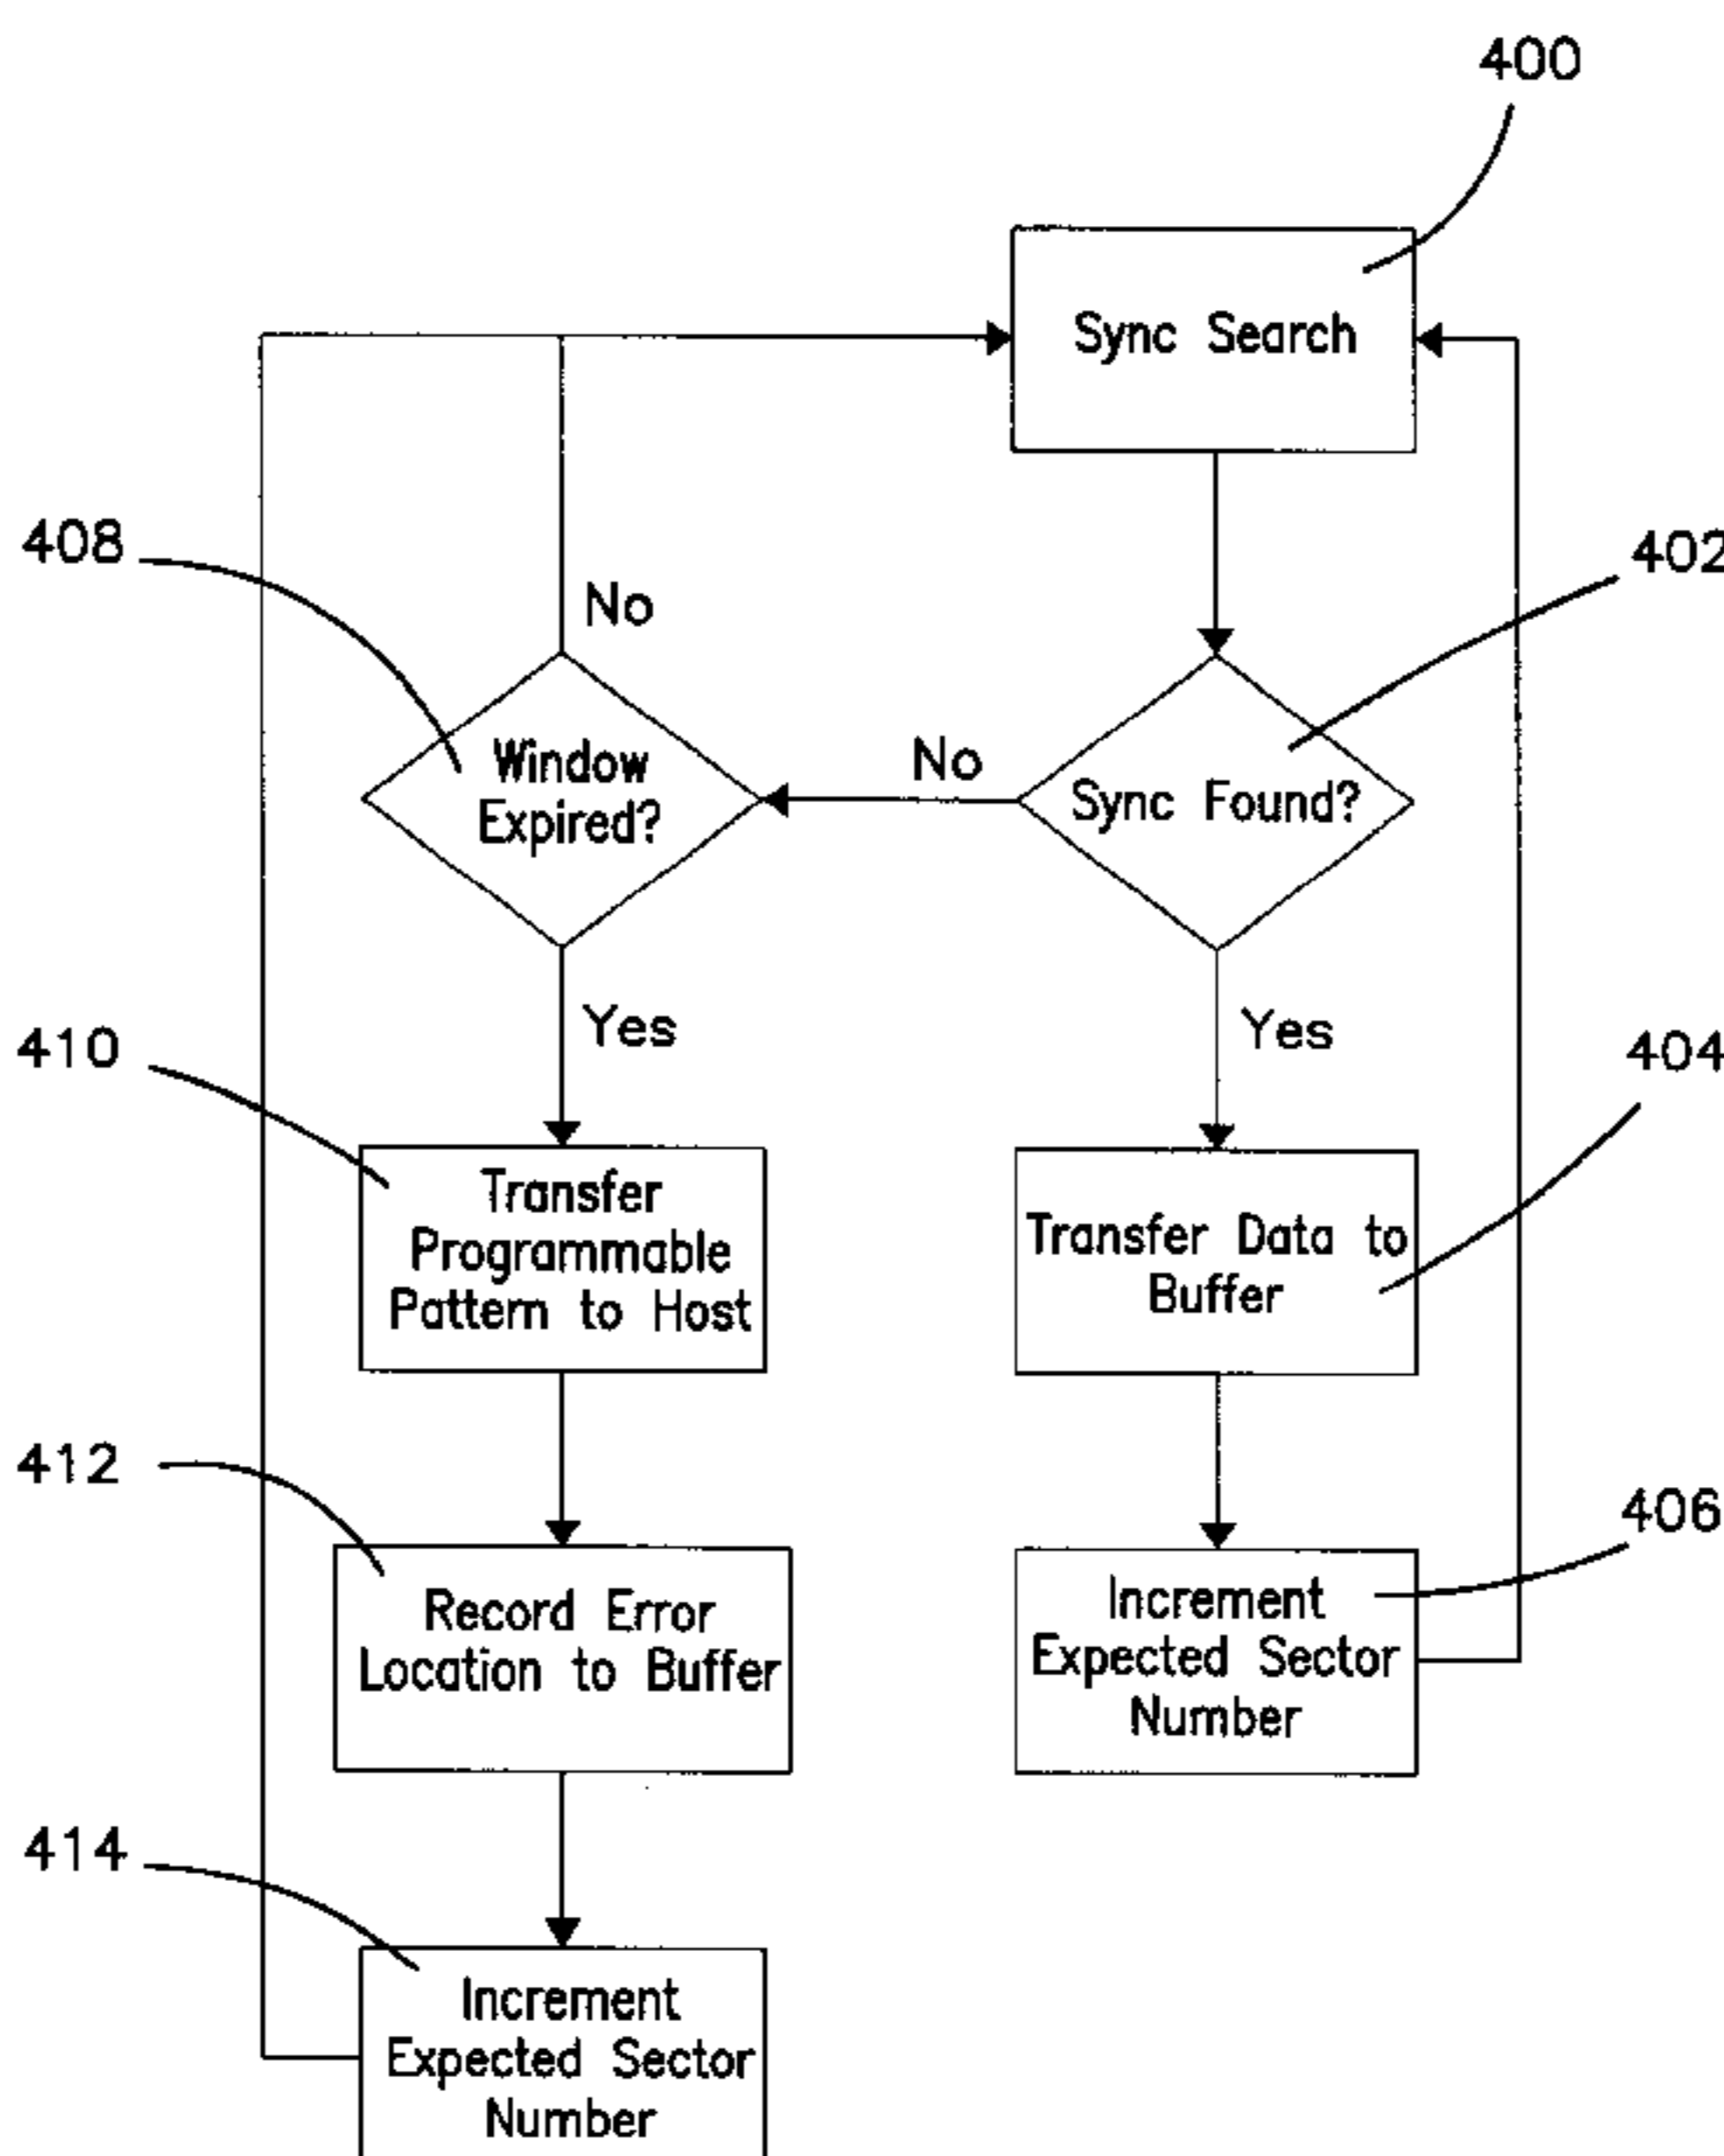 400
Sync Search
408
402
No
Window
Expired?
No
Sync Found?
Yes
Yes
410
404
Transfer
Programmable
Pattern to Host
Transfer Data to
Buffer
412
406
Record Error
Location to Buffer
Increment
Expected Sector
Number
414
Increment
Expected Sector
Number